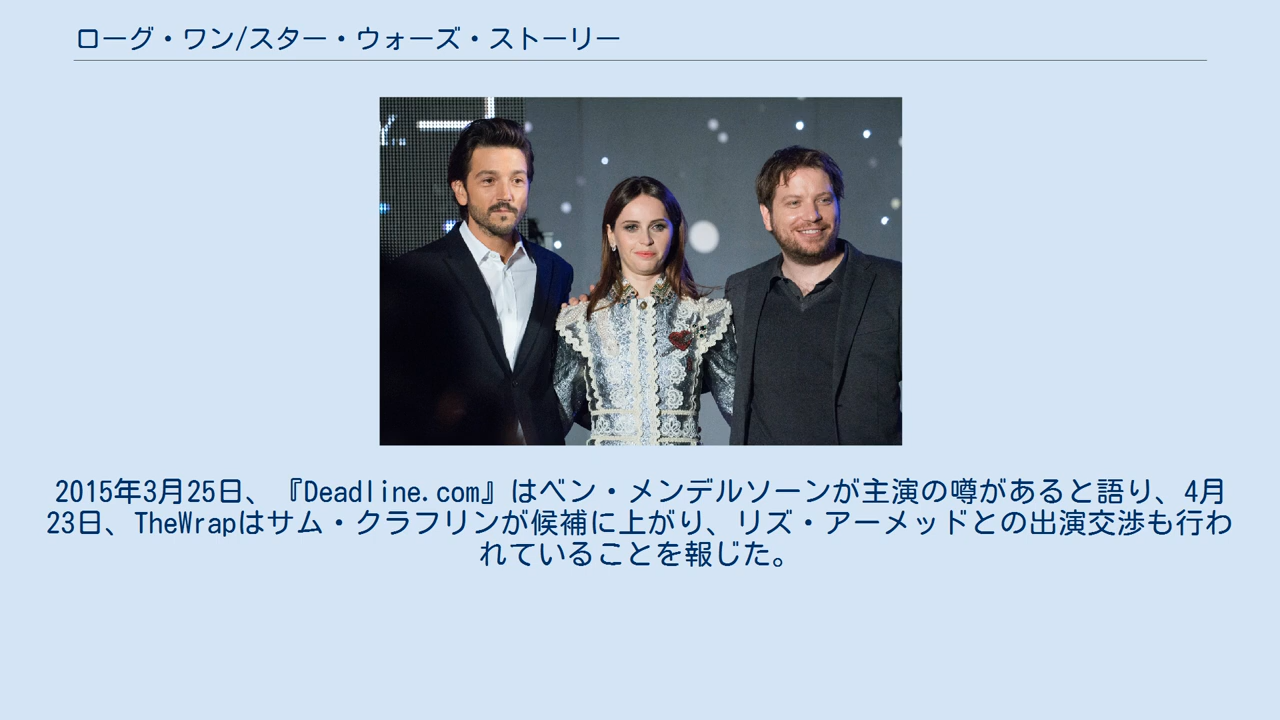 ローグ・ワン/スター・ウォーズ・ストーリー
2015年3月25日、『Deadline.com』はベン・メンデルソーンが主演の噂があると語り、4月
23日、TheWrapはサム・クラフリンが候補に上がり、リズ・アーメッドとの出演交渉も行わ
れていることを報じた。